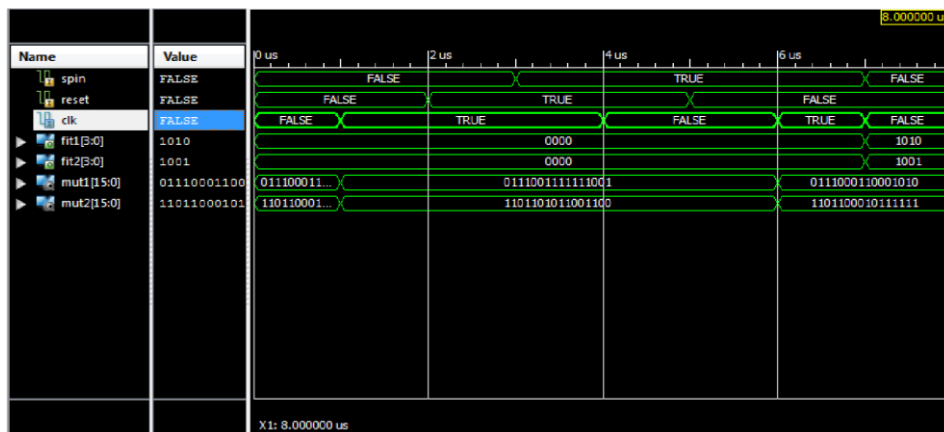 8.000000 u
Name Value 0 us 2 us 4 us 6 us
spin FALSE FALSE TRUE FALSE
reset FALSE FALSE TRUE FALSE
clk FALSE FALSE TRUE FALSE TRUE FALSE
fit1[3:0] 1010 0000 1010
fit2[3:0] 1001 0000 1001
mut1[15:0] 01110001100 011100011... 0111001111111001 0111000110001010
mut2[15:0] 11011000101 110110001... 1101101011001100 1101100010111111
X1: 8.000000 us